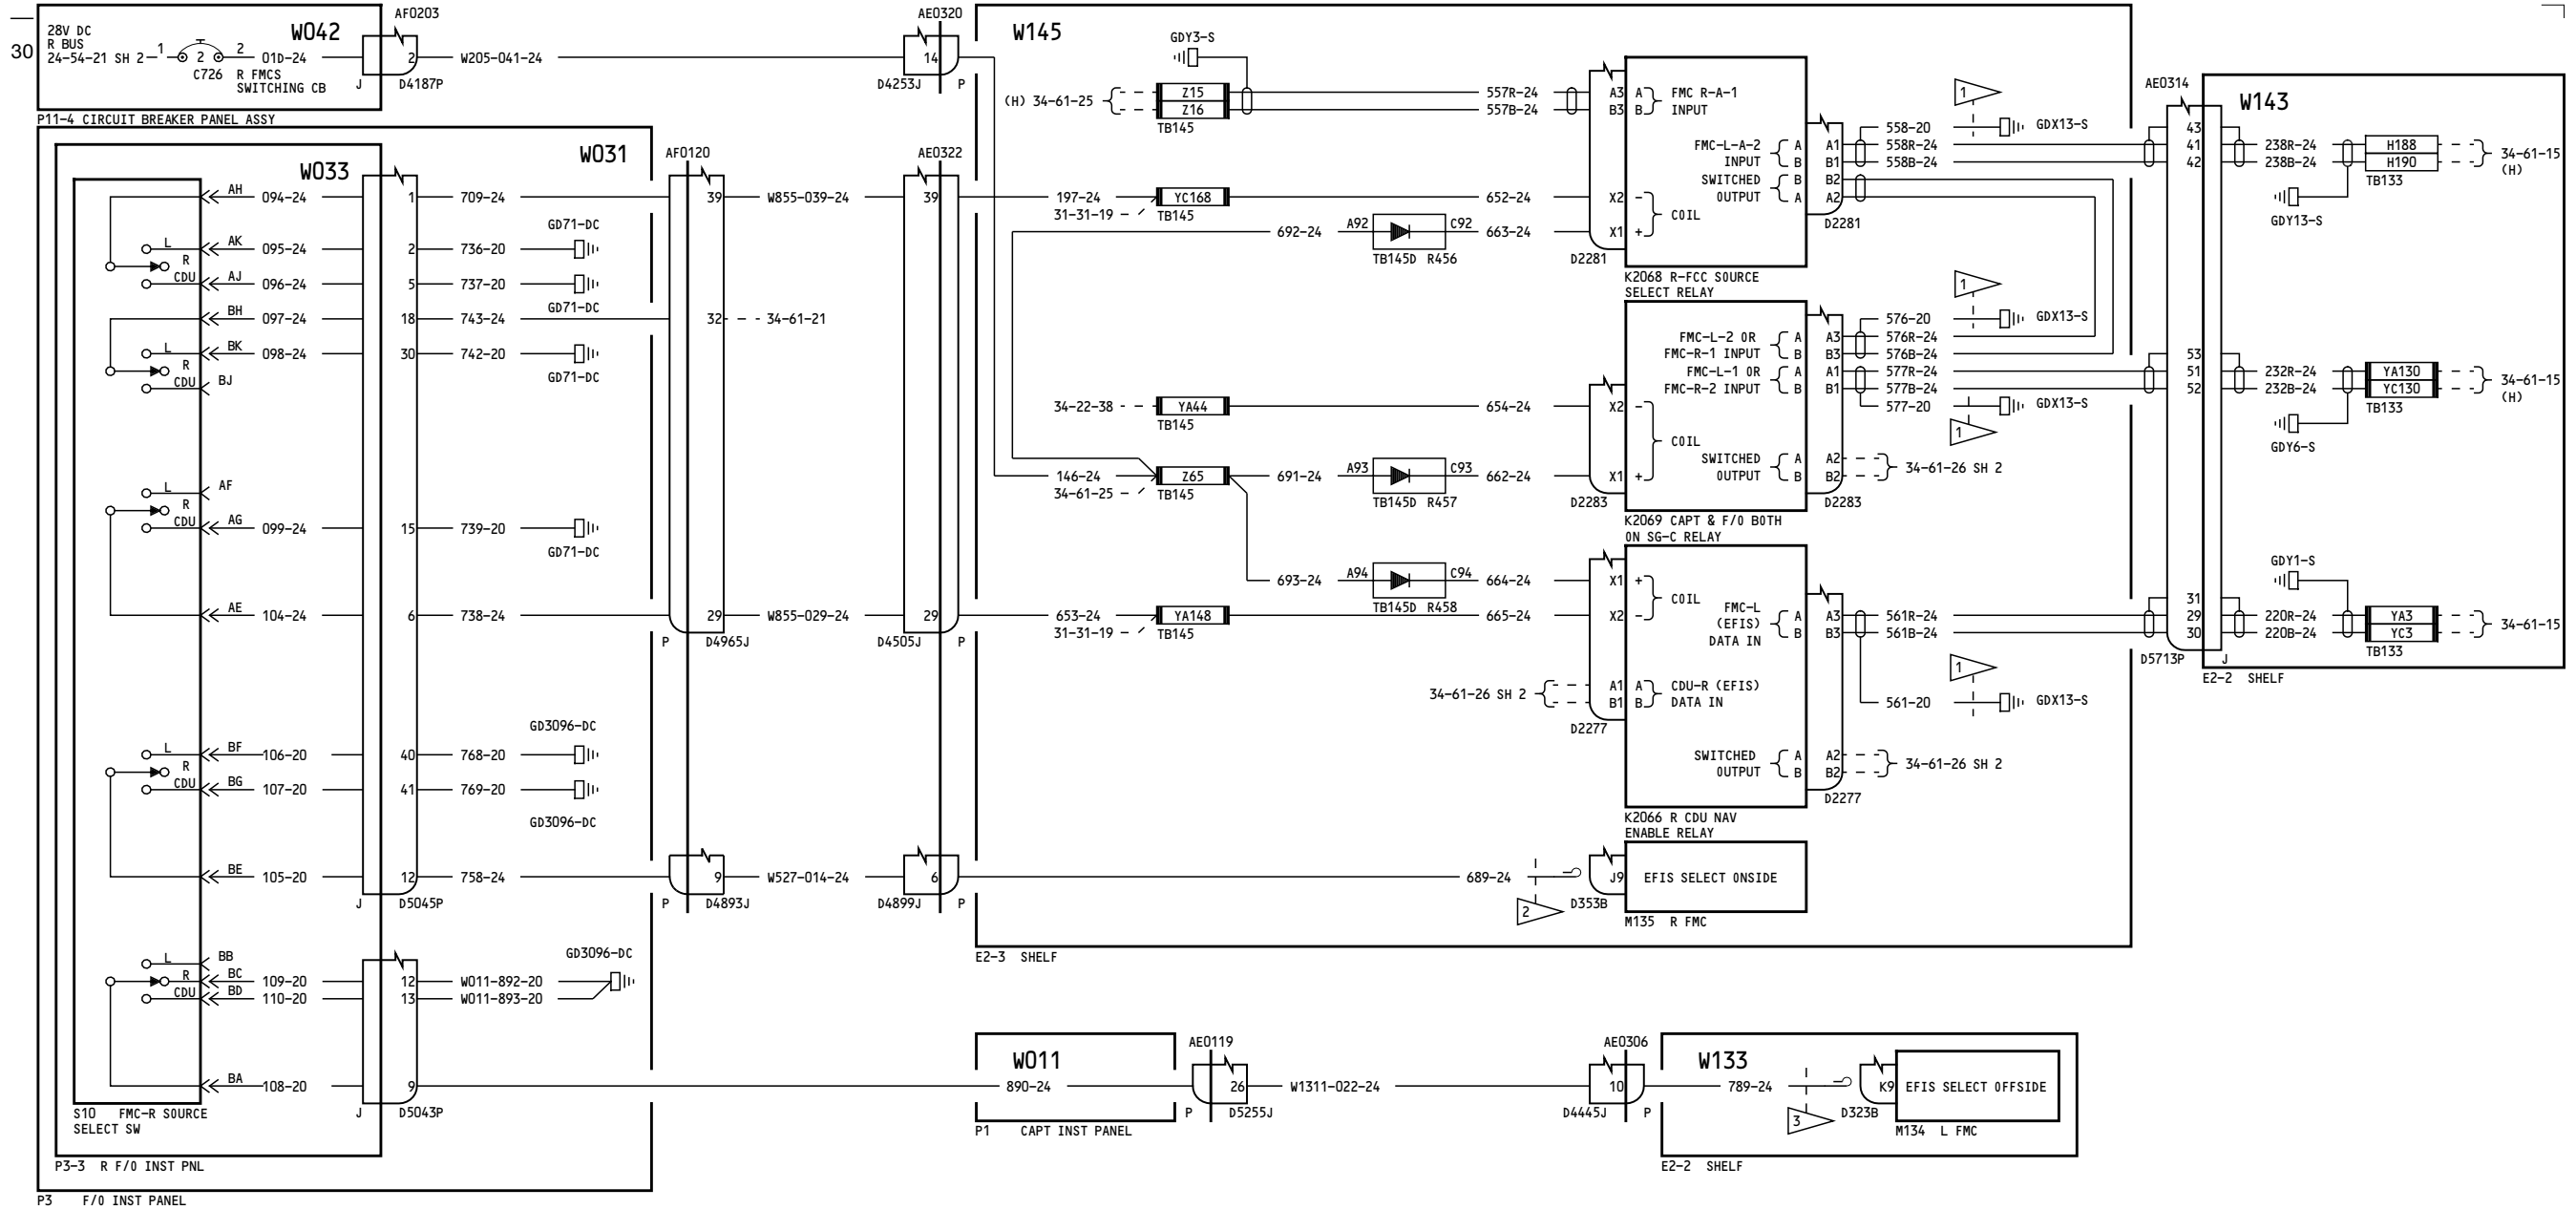 30
28V DC
R BUS
24-54-21 SH 2
1
2
2
C726
R FMCS
SWITCHING CB
01D-24
W042
J
2
AF0203
D4187P
W205-041-24
P11-4 CIRCUIT BREAKER PANEL ASSY
AE0320
14
D4253J
P
W031
W033
AH 094-24 1 709-24
L AK 095-24 2 736-20 GD71-DC
R
CDU AJ 096-24 5 737-20 GD71-DC
BH 097-24 18 743-24
L BK 098-24 30 742-20 GD71-DC
R
CDU BJ
L AF
R
CDU AG 099-24 15 739-20 GD71-DC
AE 104-24 6 738-24
L BF 106-20 40 768-20 GD3096-DC
R
CDU BG 107-20 41 769-20 GD3096-DC
BE 105-20 12 758-24
J D5045P
L BB
R BC 109-20 12 W011-892-20 GD3096-DC
CDU BD 110-20 13 W011-893-20
BA 108-20 9
J D5043P
S10 FMC-R SOURCE
SELECT SW
P3-3 R F/O INST PNL
P3 F/O INST PANEL
AF0120
39 W855-039-24
32 34-61-21
29 W855-029-24
P D4965J
9 W527-014-24
P D4893J
AE0322
39
29
D4505J P
6
D4899J P
W145
GDY3-S
(H) 34-61-25
Z15
Z16
TB145
557R-24
557B-24
197-24
31-31-19
YC168
TB145
652-24
692-24
A92 C92
TB145D R456
663-24
34-22-38
YA44
TB145
654-24
146-24
34-61-25
Z65
TB145
691-24
A93 C93
TB145D R457
662-24
693-24
A94 C94
TB145D R458
664-24
653-24
31-31-19
YA148
TB145
665-24
34-61-26 SH 2
A3 A FMC R-A-1
B3 B INPUT
FMC-L-A-2 A A1
INPUT B B1
SWITCHED B B2
OUTPUT A A2
X2 -
COIL
X1 +
D2281
D2281
K2068 R-FCC SOURCE
SELECT RELAY
1
558-20 GDX13-S
558R-24
558B-24
FMC-L-2 OR A A3
FMC-R-1 INPUT B B3
FMC-L-1 OR A A1
FMC-R-2 INPUT B B1
X2 -
COIL
SWITCHED A A2
OUTPUT B B2
X1 +
D2283
D2283
K2069 CAPT & F/O BOTH
ON SG-C RELAY
1
576-20 GDX13-S
576R-24
576B-24
577R-24
577B-24
577-20 GDX13-S
1
34-61-26 SH 2
X1 +
COIL
X2 -
FMC-L A A3
(EFIS) B B3
DATA IN
A1 A CDU-R (EFIS)
B1 B DATA IN
D2277
SWITCHED A A2
OUTPUT B B2
D2277
K2066 R CDU NAV
ENABLE RELAY
561R-24
561B-24
1
561-20 GDX13-S
34-61-26 SH 2
689-24
2
J9
D353B
EFIS SELECT ONSIDE
M135 R FMC
E2-3 SHELF
AE0314
43
41
42
53
51
52
31
29
30
D5713P
J
W143
238R-24 H188
238B-24 H190
TB133
34-61-15
(H)
GDY13-S
232R-24 YA130
232B-24 YC130
TB133
34-61-15
(H)
GDY6-S
GDY1-S
220R-24 YA3
220B-24 YC3
TB133
34-61-15
E2-2 SHELF
W011
890-24
P1 CAPT INST PANEL
AE0119
26
P D5255J
W1311-022-24
AE0306
10
D4445J P
W133
789-24
3
K9
D323B
EFIS SELECT OFFSIDE
M134 L FMC
E2-2 SHELF